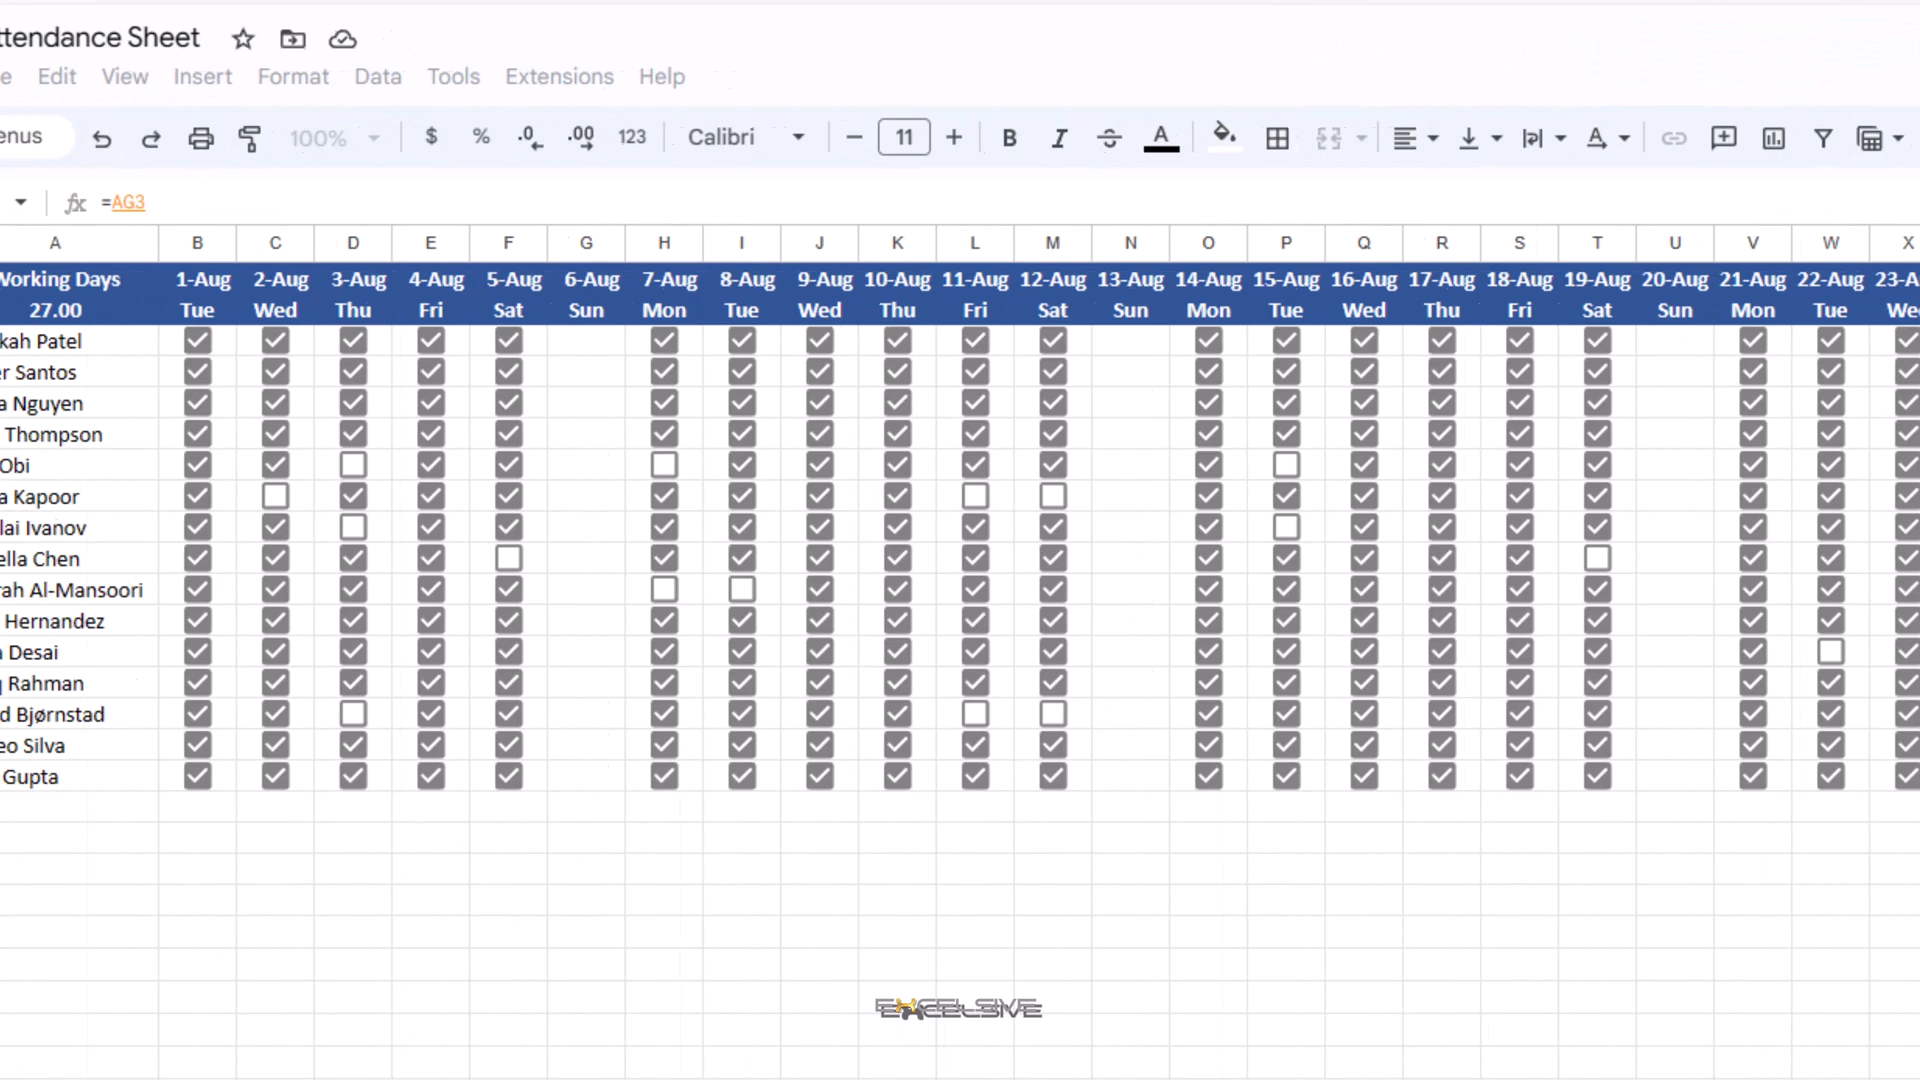 ttendance Sheet
e Edit View Insert Format Data Tools Extensions Help
enus 100% $ % .0 .00 123 Calibri 11 B I A A
fx =AG3
A B C D E F G H I J K L M N O P Q R S T U V W X
Working Days 1-Aug 2-Aug 3-Aug 4-Aug 5-Aug 6-Aug 7-Aug 8-Aug 9-Aug 10-Aug 11-Aug 12-Aug 13-Aug 14-Aug 15-Aug 16-Aug 17-Aug 18-Aug 19-Aug 20-Aug 21-Aug 22-Aug 23-A
27.00 Tue Wed Thu Fri Sat Sun Mon Tue Wed Thu Fri Sat Sun Mon Tue Wed Thu Fri Sat Sun Mon Tue We
kah Patel
er Santos
a Nguyen
Thompson
Obi
a Kapoor
lai Ivanov
ella Chen
rah Al-Mansoori
Hernandez
Desai
Rahman
d Bjørnstad
eo Silva
Gupta
EXCELSIVE